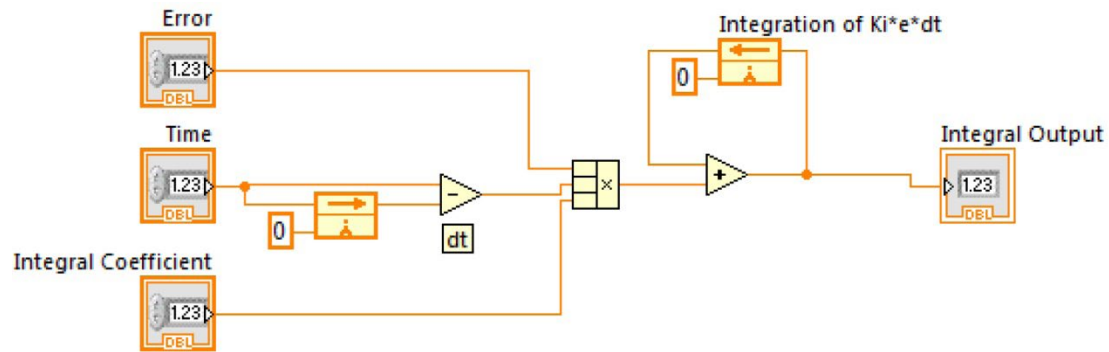 Error
1.23
DBL
Integration of Ki*e*dt
0
Time
1.23
DBL
0
-
dt
×
+
Integral Output
1.23
DBL
Integral Coefficient
1.23
DBL